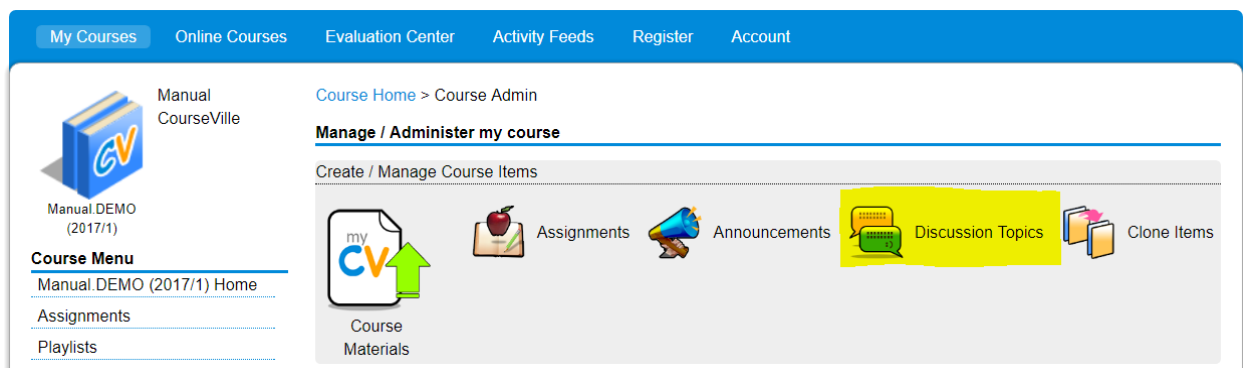 My Courses Online Courses Evaluation Center Activity Feeds Register Account
Manual
CourseVille
CV
Manual.DEMO
(2017/1)
Course Menu
Manual.DEMO (2017/1) Home
Assignments
Playlists
Course Home > Course Admin
Manage / Administer my course
Create / Manage Course Items
my
CV
Course
Materials
Assignments
Announcements
Discussion Topics
Clone Items